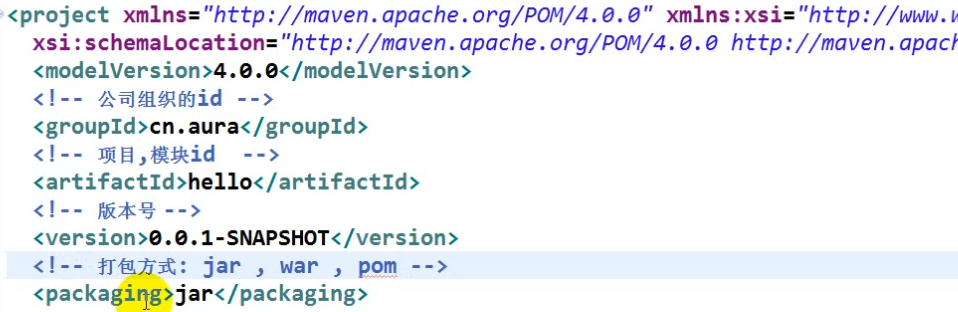 <project xmlns="http://maven.apache.org/POM/4.0.0" xmlns:xsi="http://www.
xsi:schemaLocation="http://maven.apache.org/POM/4.0.0 http://maven.apach
<modelVersion>4.0.0</modelVersion>
<!-- 公司组织的id -->
<groupId>cn.aura</groupId>
<!-- 项目,模块id  -->
<artifactId>hello</artifactId>
<!-- 版本号 -->
<version>0.0.1-SNAPSHOT</version>
<!-- 打包方式: jar , war , pom -->
<packaging>jar</packaging>